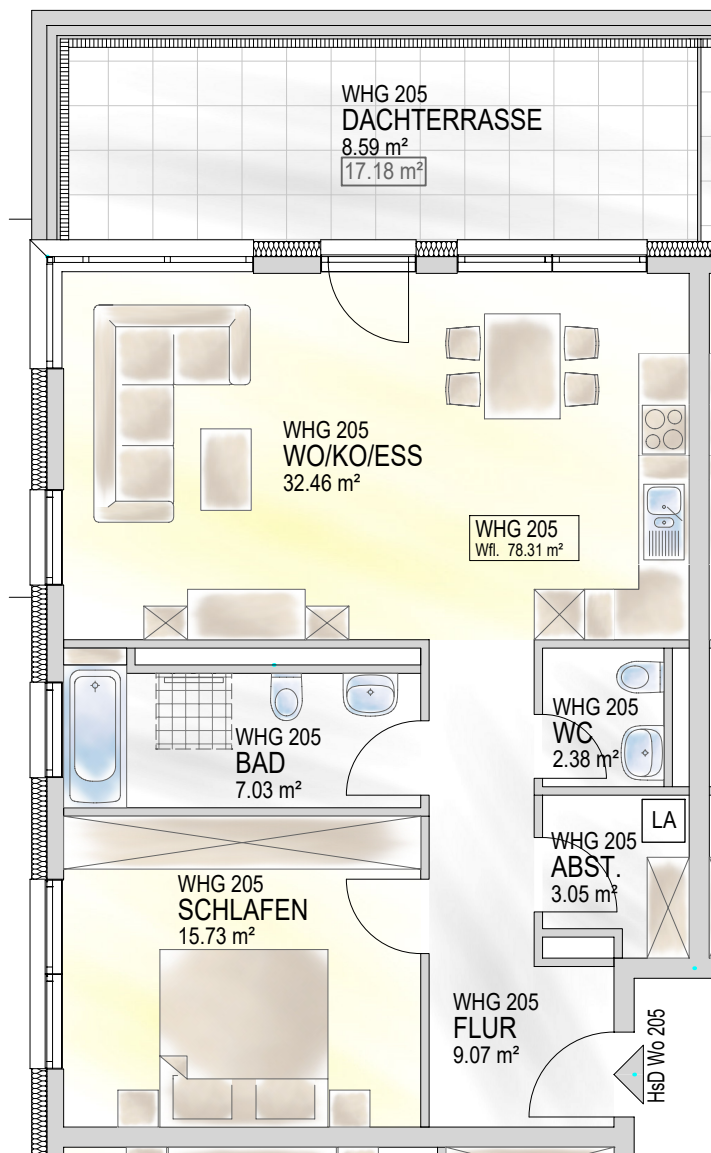 WHG 205
DACHTERRASSE
8.59 m²
17.18 m²
WHG 205
WO/KO/ESS
32.46 m²
WHG 205
Wfl. 78.31 m²
WHG 205
BAD
7.03 m²
WHG 205
WC
2.38 m²
LA
WHG 205
ABST.
3.05 m²
WHG 205
SCHLAFEN
15.73 m²
WHG 205
FLUR
9.07 m²
HsD Wo 205